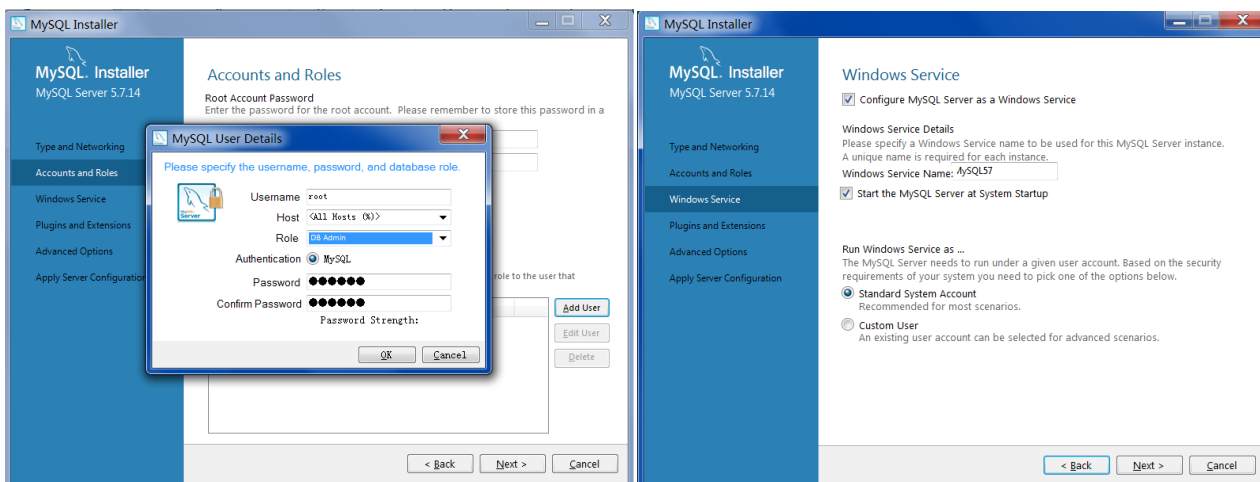 MySQL Installer
MySQL. Installer
MySQL Server 5.7.14
Type and Networking
Accounts and Roles
Windows Service
Plugins and Extensions
Advanced Options
Apply Server Configuration
Accounts and Roles
Root Account Password
Enter the password for the root account. Please remember to store this password in a
MySQL User Details
Please specify the username, password, and database role.
Server
Username root
Host <All Hosts (%)>
Role DB Admin
Authentication MySQL
Password ●●●●●●
Confirm Password ●●●●●●
Password Strength:
OK Cancel
role to the user that
Add User
Edit User
Delete
< Back Next > Cancel
MySQL Installer
MySQL. Installer
MySQL Server 5.7.14
Type and Networking
Accounts and Roles
Windows Service
Plugins and Extensions
Advanced Options
Apply Server Configuration
Windows Service
Configure MySQL Server as a Windows Service
Windows Service Details
Please specify a Windows Service name to be used for this MySQL Server instance.
A unique name is required for each instance.
Windows Service Name: MySQL57
Start the MySQL Server at System Startup
Run Windows Service as ...
The MySQL Server needs to run under a given user account. Based on the security
requirements of your system you need to pick one of the options below.
Standard System Account
Recommended for most scenarios.
Custom User
An existing user account can be selected for advanced scenarios.
< Back Next > Cancel